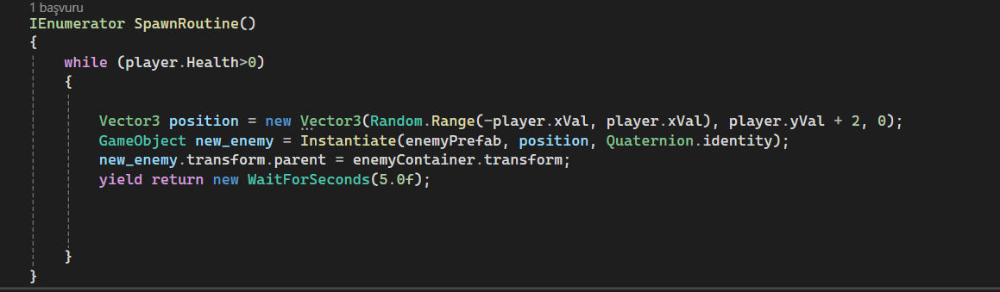 1 başvuru
IEnumerator SpawnRoutine()
{
while (player.Health>0)
{
Vector3 position = new Vector3(Random.Range(-player.xVal, player.xVal), player.yVal + 2, 0);
GameObject new_enemy = Instantiate(enemyPrefab, position, Quaternion.identity);
new_enemy.transform.parent = enemyContainer.transform;
yield return new WaitForSeconds(5.0f);
}
}